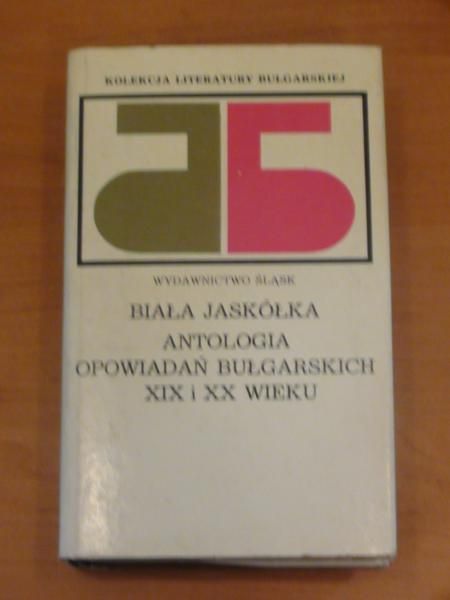 KOLEKCJA LITERATURY BUŁGARSKIEJ
WYDAWNICTWO ŚLĄSK
BIAŁA JASKÓŁKA
ANTOLOGIA
OPOWIADAŃ BUŁGARSKICH
XIX i XX WIEKU